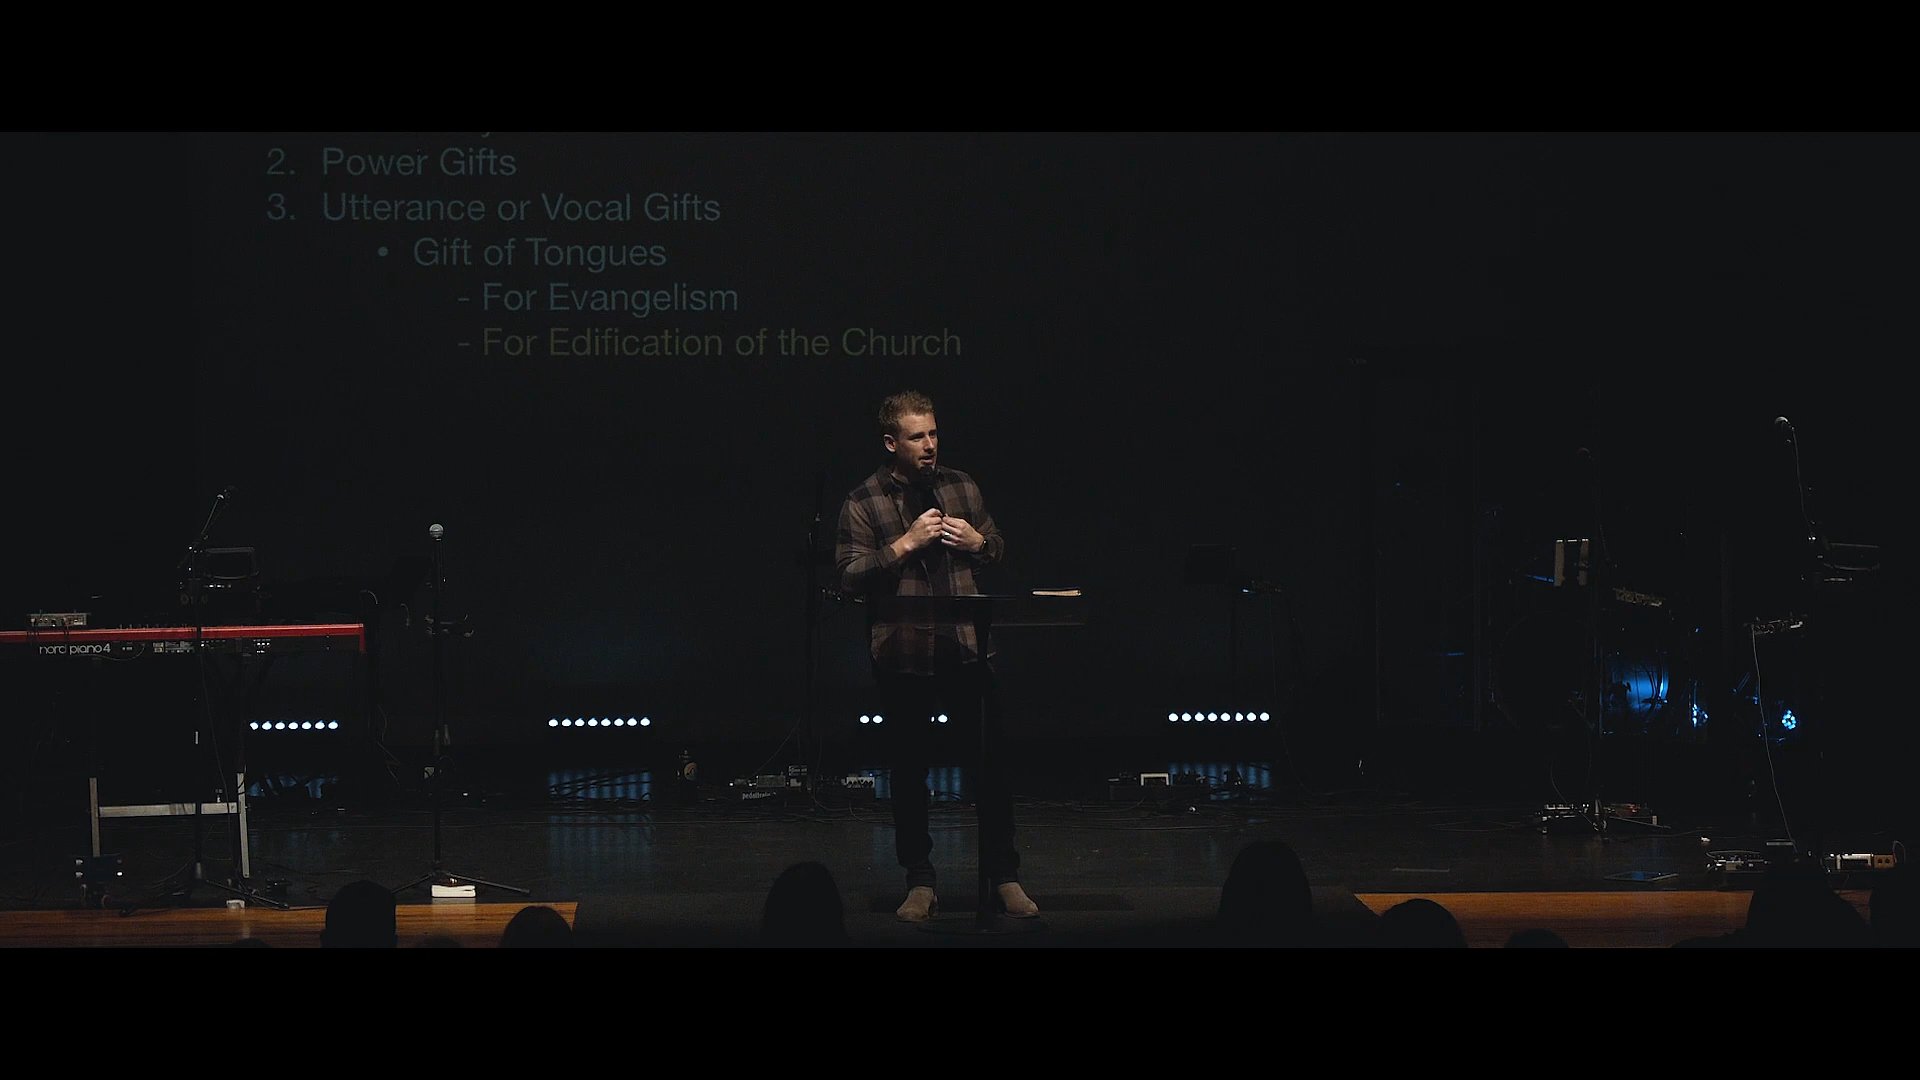 2. Power Gifts
3. Utterance or Vocal Gifts
• Gift of Tongues
- For Evangelism
- For Edification of the Church
nord piano 4
pedaltrain